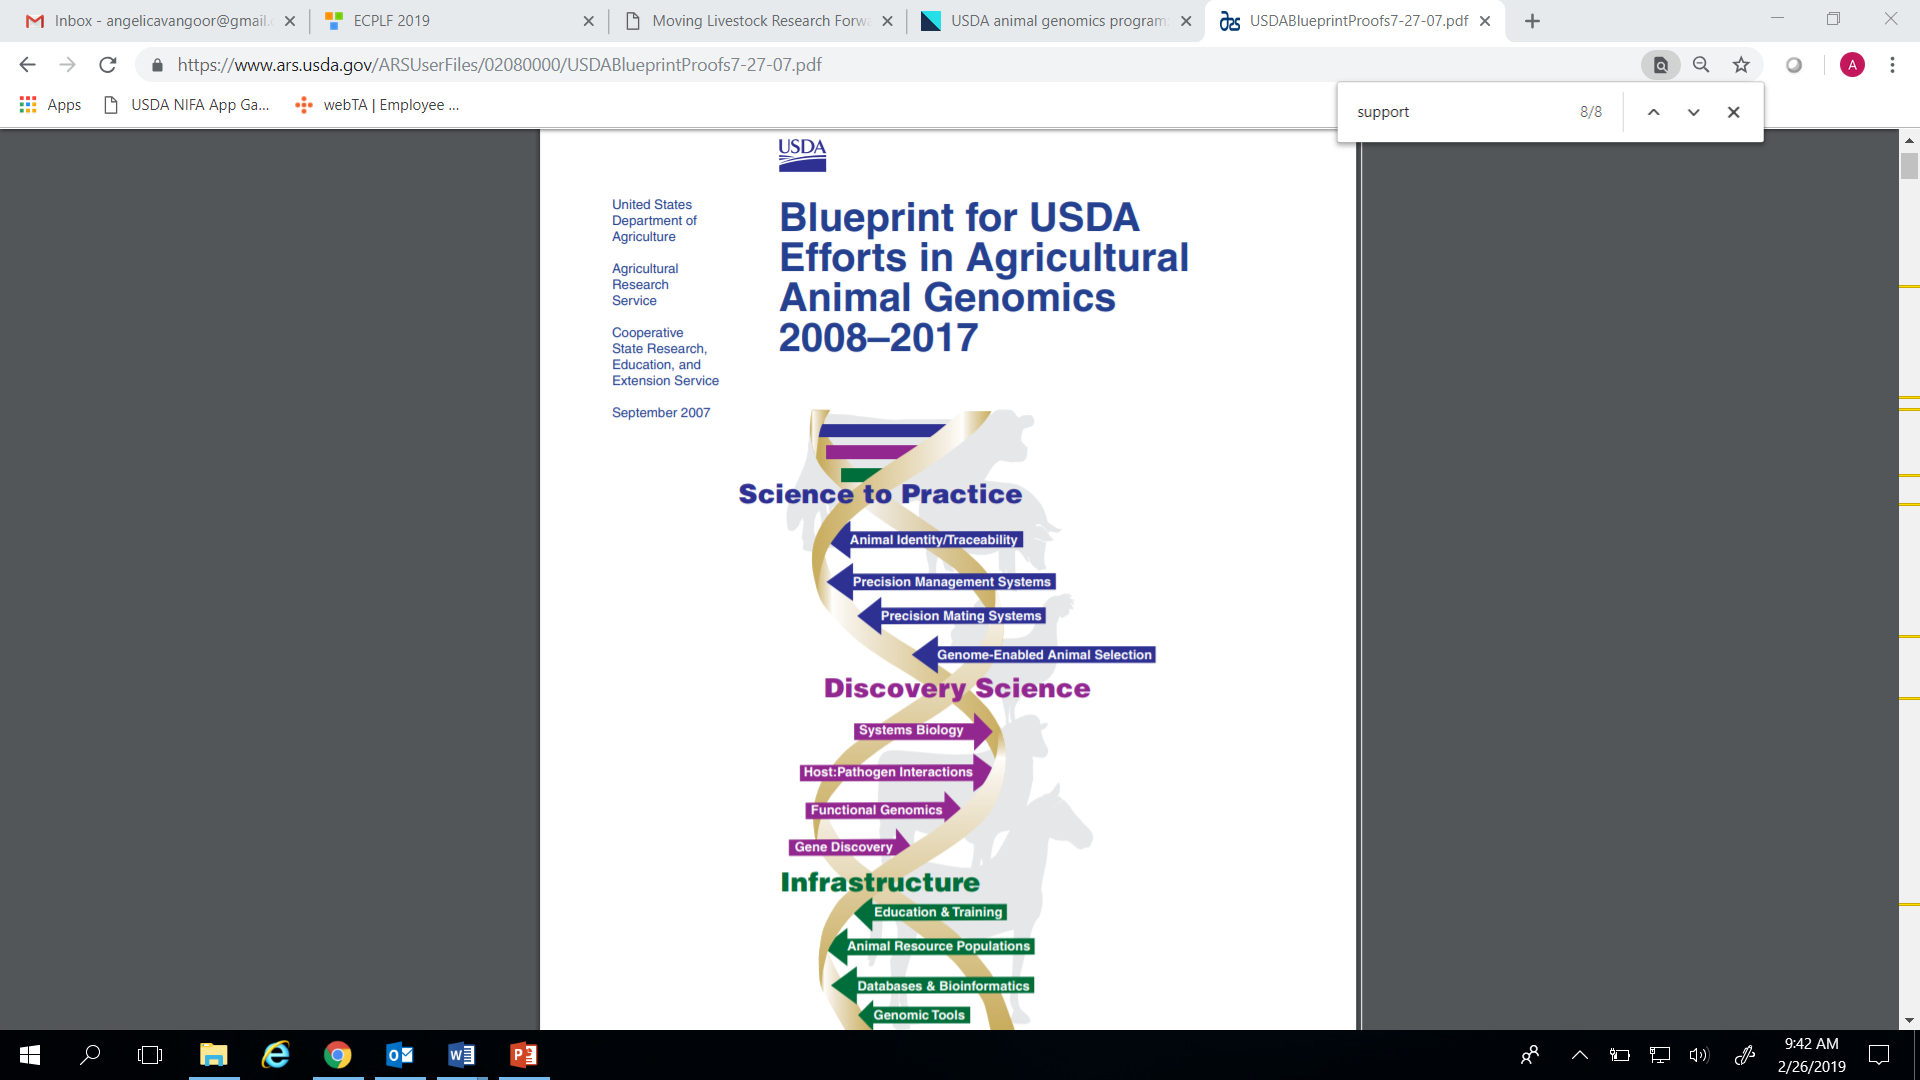 Inbox - angelicavangoor@gmail.c
ECPLF 2019
Moving Livestock Research Forwa
USDA animal genomics program:
USDABlueprintProofs7-27-07.pdf
https://www.ars.usda.gov/ARSUserFiles/02080000/USDABlueprintProofs7-27-07.pdf
A
Apps
USDA NIFA App Ga...
webTA | Employee ...
support
8/8
USDA
United States
Department of
Agriculture
Agricultural
Research
Service
Cooperative
State Research,
Education, and
Extension Service
September 2007
Blueprint for USDA
Efforts in Agricultural
Animal Genomics
2008–2017
Science to Practice
Animal Identity/Traceability
Precision Management Systems
Precision Mating Systems
Genome-Enabled Animal Selection
Discovery Science
Systems Biology
Host:Pathogen Interactions
Functional Genomics
Gene Discovery
Infrastructure
Education & Training
Animal Resource Populations
Databases & Bioinformatics
Genomic Tools
9:42 AM
2/26/2019